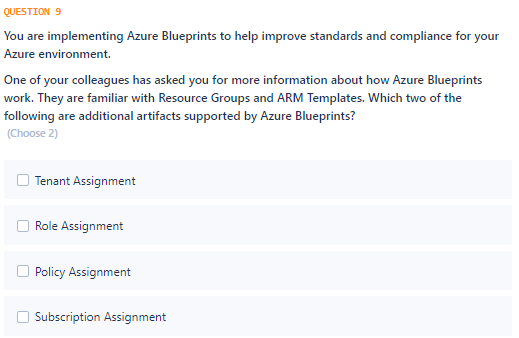 QUESTION 9
You are implementing Azure Blueprints to help improve standards and compliance for your
Azure environment.
One of your colleagues has asked you for more information about how Azure Blueprints
work. They are familiar with Resource Groups and ARM Templates. Which two of the
following are additional artifacts supported by Azure Blueprints?
(Choose 2)
Tenant Assignment
Role Assignment
Policy Assignment
Subscription Assignment